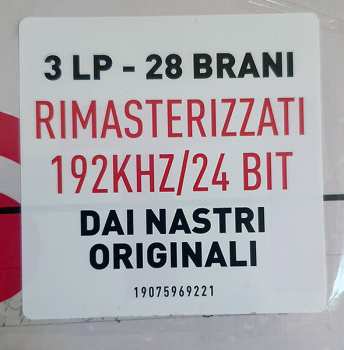 3 LP - 28 BRANI
RIMASTERIZZATI
192KHZ/24 BIT
DAI NASTRI
ORIGINALI
19075969221